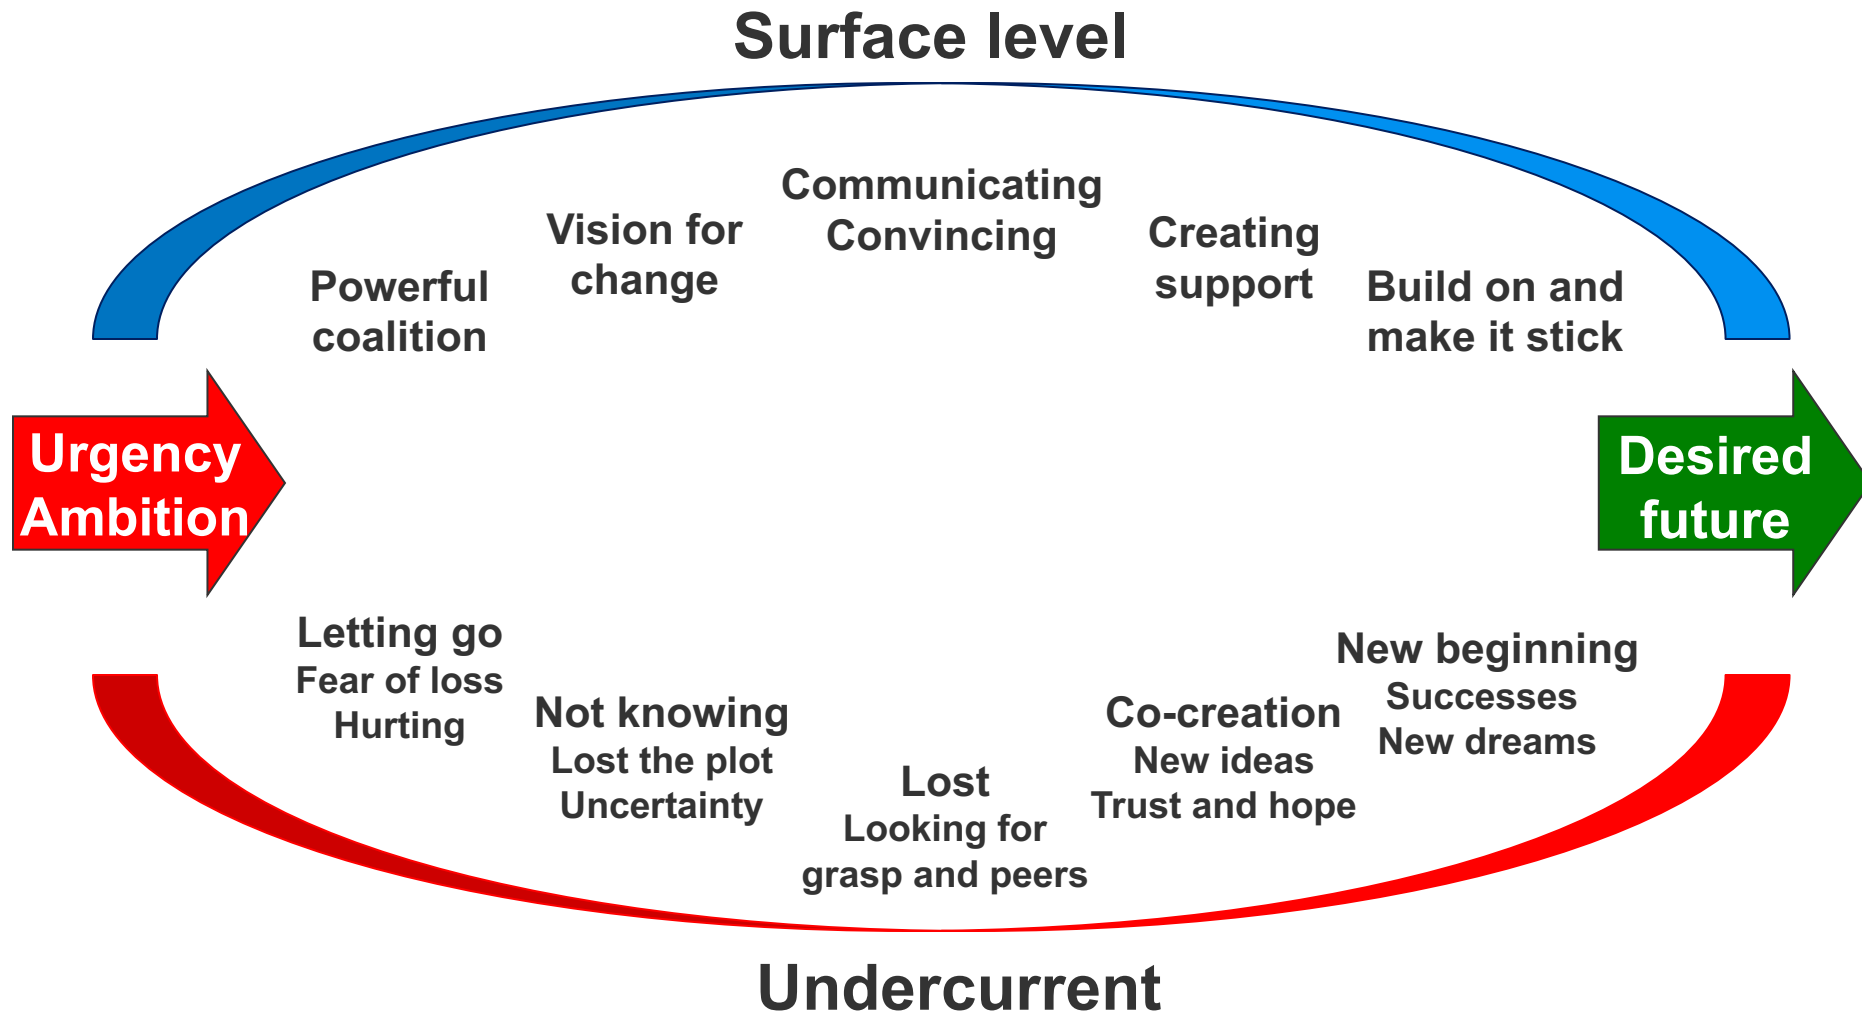 Surface level
Communicating
Convincing
Vision for
change
Creating
support
Powerful
coalition
Build on and
make it stick
Urgency
Ambition
Desired
future
Letting go
Fear of loss
Hurting
Not knowing
Lost the plot
Uncertainty
Lost
Looking for
grasp and peers
Co-creation
New ideas
Trust and hope
New beginning
Successes
New dreams
Undercurrent